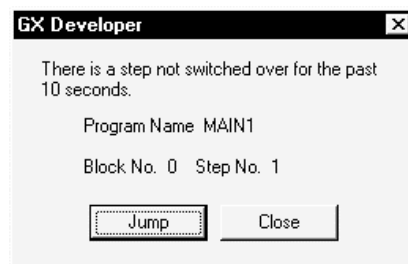 GX Developer
There is a step not switched over for the past
10 seconds.
Program Name MAIN1
Block No. 0 Step No. 1
Jump Close